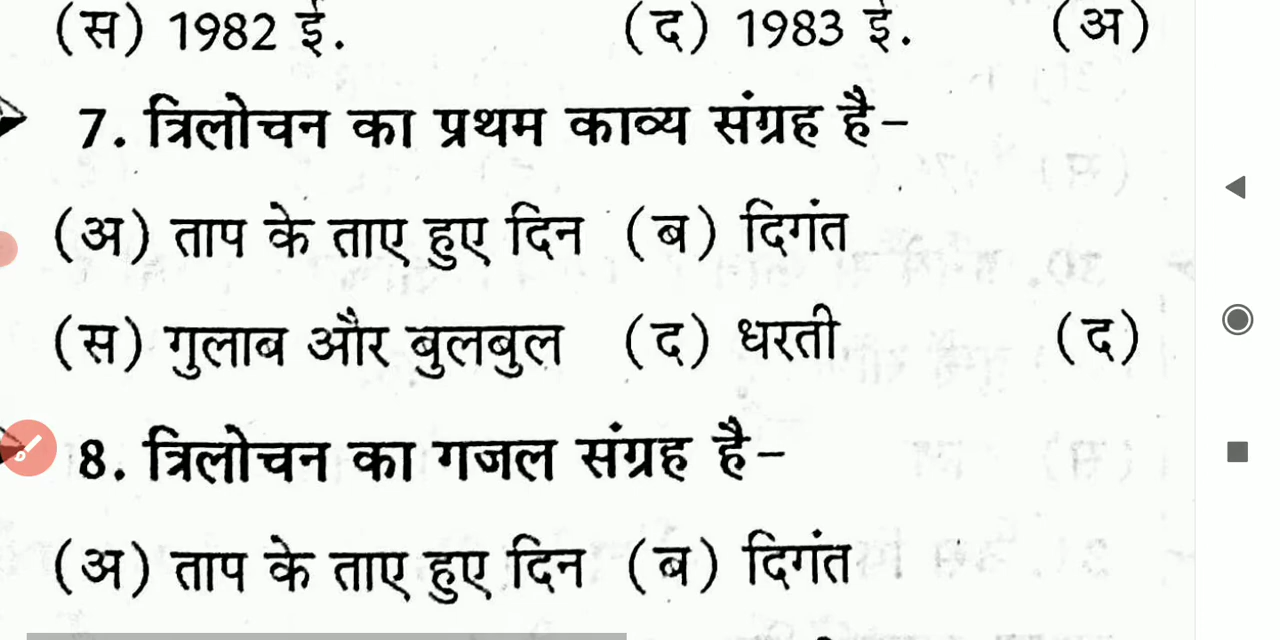 (स) 1982 ई. (द) 1983 ई. (अ)
7. त्रिलोचन का प्रथम काव्य संग्रह है–
(अ) ताप के ताए हुए दिन (ब) दिगंत
(स) गुलाब और बुलबुल (द) धरती (द)
8. त्रिलोचन का गजल संग्रह है–
(अ) ताप के ताए हुए दिन (ब) दिगंत